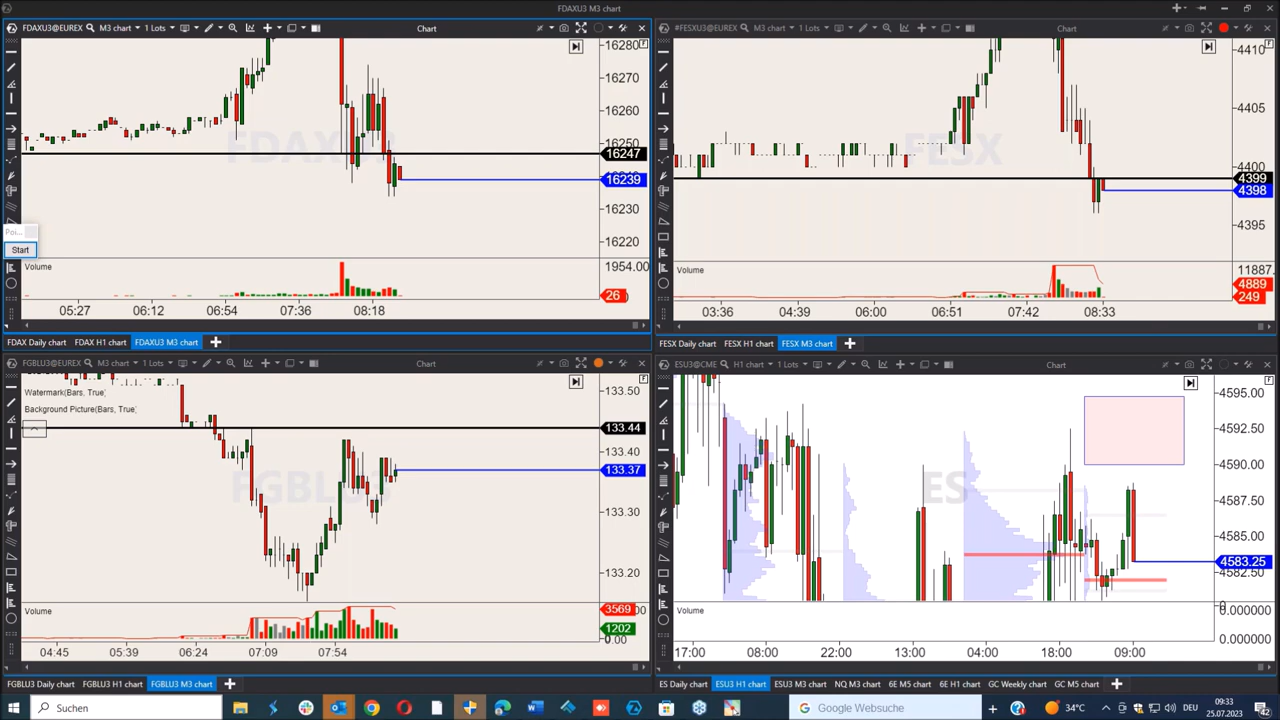 FDAXU3 M3 chart
FDAXU3@EUREX M3 chart 1 Lots Chart
16280
16270
16260
16250
16247
16239
16230
16220
FDAX
Poi...
Start
Volume
1954.00
26
05:27 06:12 06:54 07:36 08:18
FDAX Daily chart FDAX H1 chart FDAXU3 M3 chart
#FESXU3@EUREX M3 chart 1 Lots Chart
4410
4405
4400
4399
4398
4395
FESX
Volume
11887.
4889
249
03:36 04:39 06:00 06:51 07:42 08:33
FESX Daily chart FESX H1 chart FESX M3 chart
FGBLU3@EUREX M3 chart 1 Lots Chart
Watermark(Bars, True)
Background Picture(Bars, True)
133.50
133.44
133.40
133.37
133.30
133.20
FGBL
Volume
3569
1202
0.00
04:45 05:39 06:24 07:09 07:54
FGBLU3 Daily chart FGBLU3 H1 chart FGBLU3 M3 chart
ESU3@CME H1 chart 1 Lots Chart
4595.00
4592.50
4590.00
4587.50
4585.00
4583.25
4582.50
ES
Volume
0.000000
0.000000
17:00 08:00 22:00 13:00 04:00 18:00 09:00
ES Daily chart ESU3 H1 chart ESU3 M3 chart NQ M3 chart 6E M5 chart 6E H1 chart GC Weekly chart GC M5 chart
Suchen
Google Websuche
34°C
DEU
09:33
25.07.2023
42